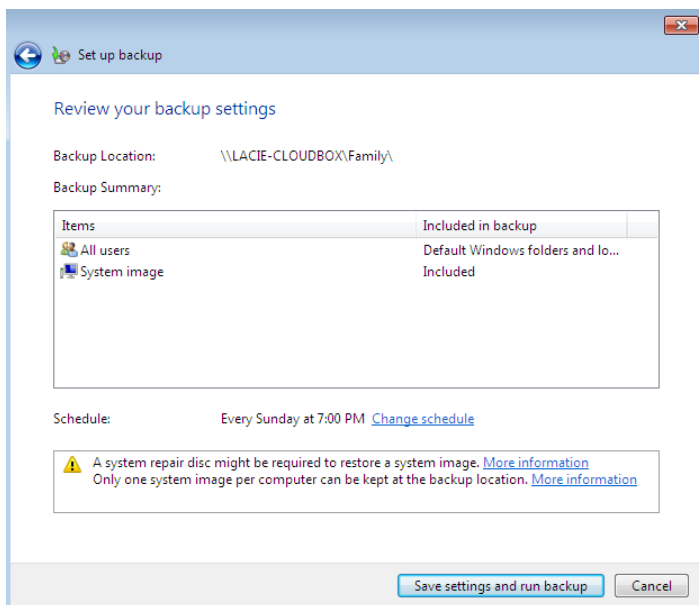 Set up backup
Review your backup settings
Backup Location: \\LACIE-CLOUDBOX\Family\
Backup Summary:
Items Included in backup
All users Default Windows folders and lo...
System image Included
Schedule: Every Sunday at 7:00 PM Change schedule
A system repair disc might be required to restore a system image. More information
Only one system image per computer can be kept at the backup location. More information
Save settings and run backup Cancel